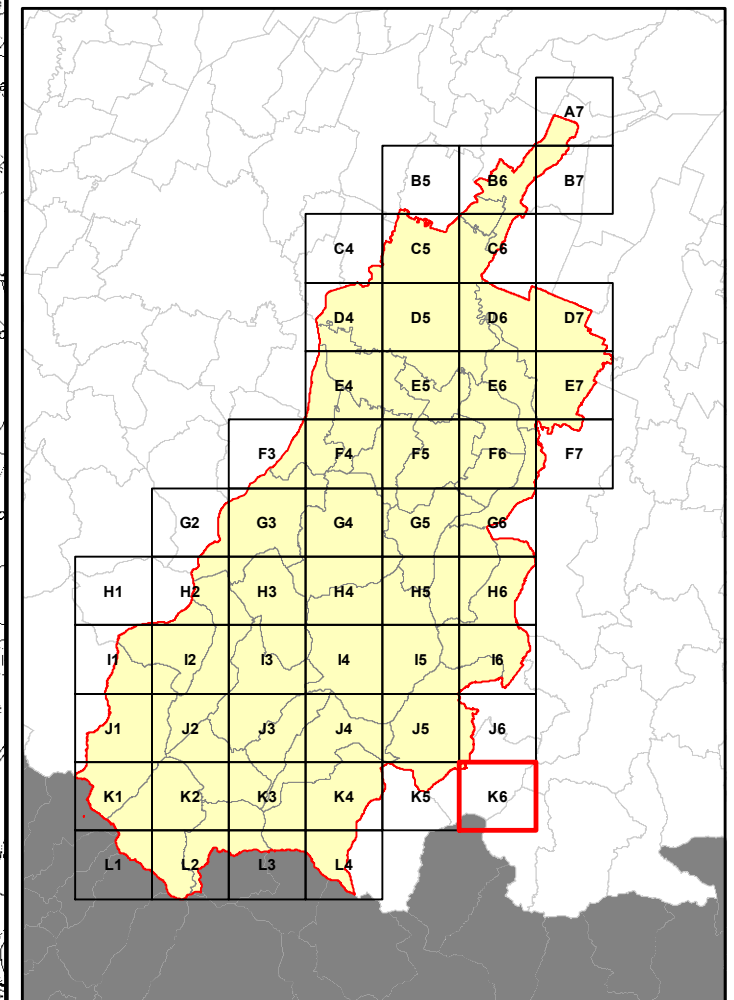 A7
B5 B6 B7
C4 C5 C6
D4 D5 D6 D7
E4 E5 E6 E7
F3 F4 F5 F6 F7
G2 G3 G4 G5 G6
H1 H2 H3 H4 H5 H6
I1 I2 I3 I4 I5 I6
J1 J2 J3 J4 J5 J6
K1 K2 K3 K4 K5 K6
L1 L2 L3 L4